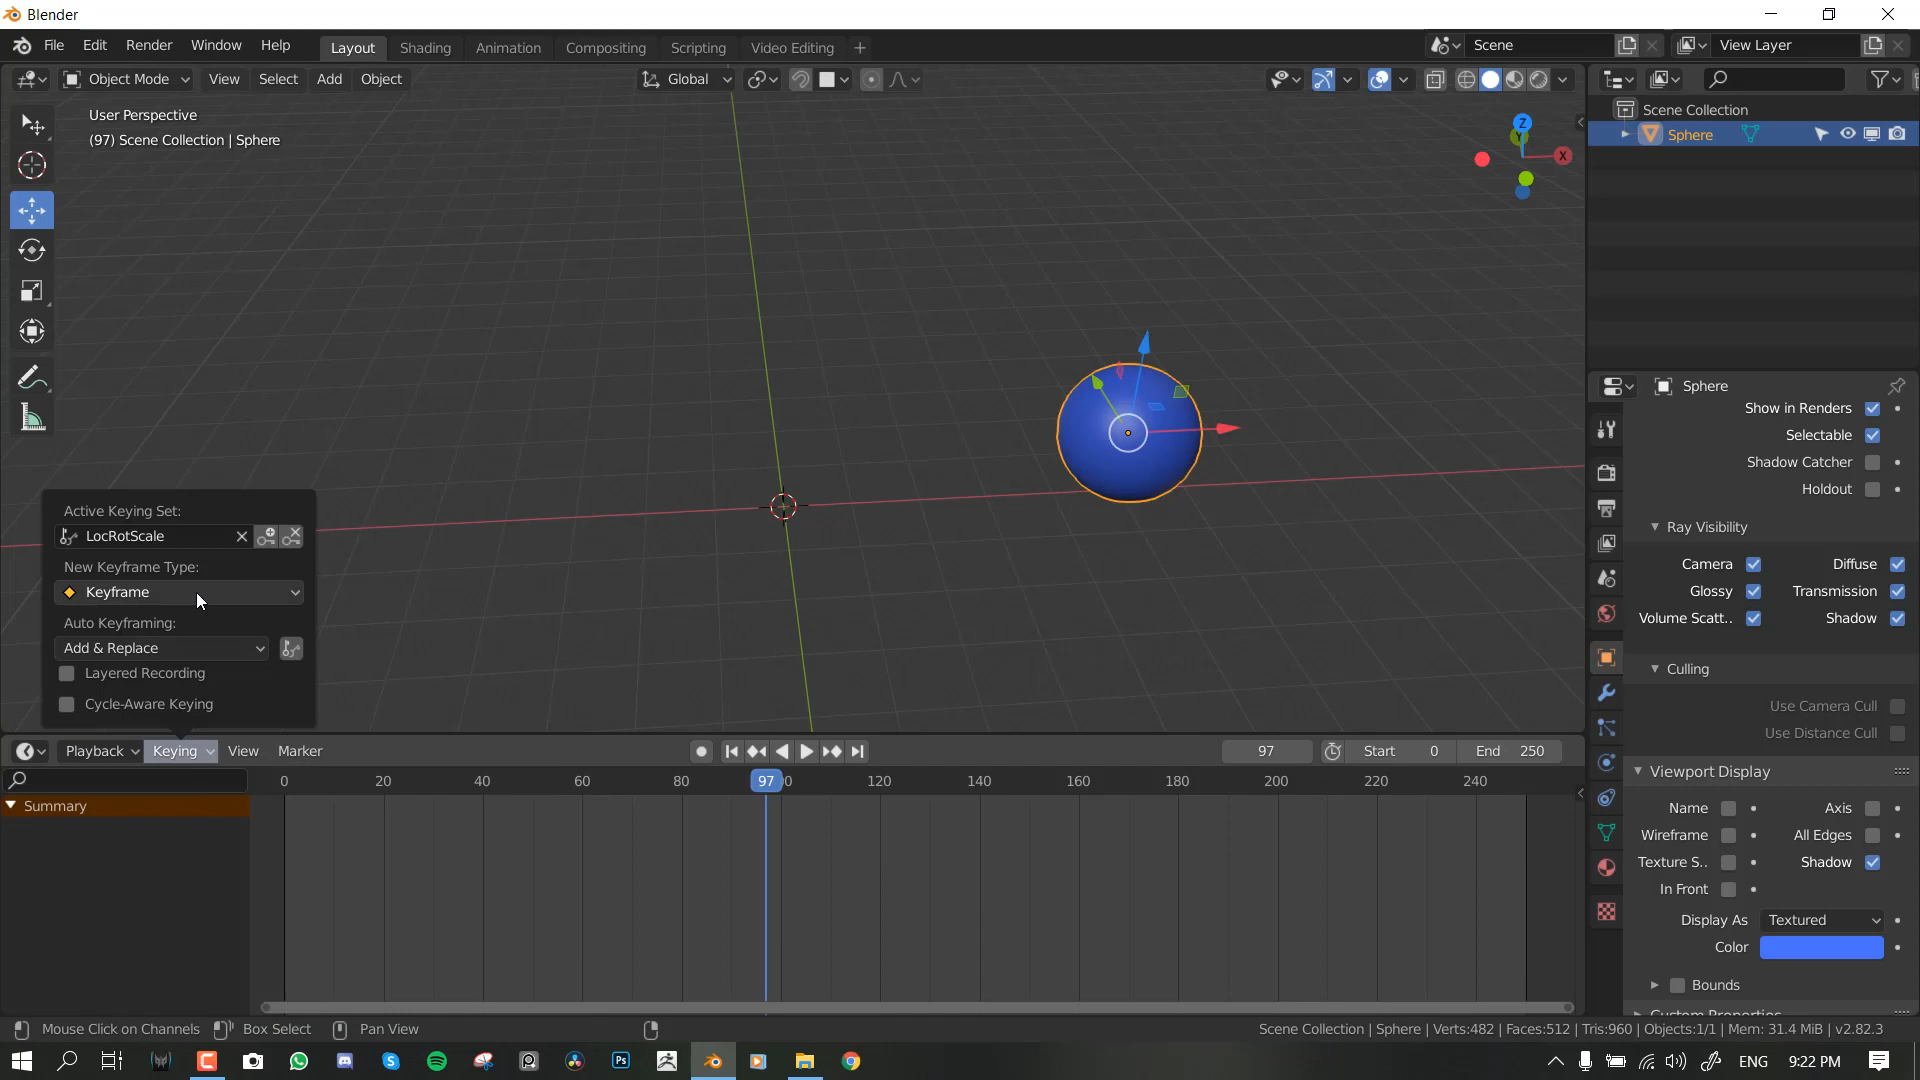 Blender
File Edit Render Window Help Layout Shading Animation Compositing Scripting Video Editing + Scene View Layer
Object Mode View Select Add Object Global
User Perspective
(97) Scene Collection | Sphere
Z
Y
X
Scene Collection
Sphere
Sphere
Show in Renders
Selectable
Shadow Catcher
Holdout
Ray Visibility
Camera Diffuse
Glossy Transmission
Volume Scatt.. Shadow
Culling
Use Camera Cull
Use Distance Cull
Viewport Display
Name Axis
Wireframe All Edges
Texture S.. Shadow
In Front
Display As Textured
Color
Bounds
Custom Properties
Active Keying Set:
LocRotScale
New Keyframe Type:
Keyframe
Auto Keyframing:
Add & Replace
Layered Recording
Cycle-Aware Keying
Playback Keying View Marker 97 Start 0 End 250
0 20 40 60 80 97 0 120 140 160 180 200 220 240
Summary
Mouse Click on Channels Box Select Pan View Scene Collection | Sphere | Verts:482 | Faces:512 | Tris:960 | Objects:1/1 | Mem: 31.4 MiB | v2.82.3
Ps ENG 9:22 PM